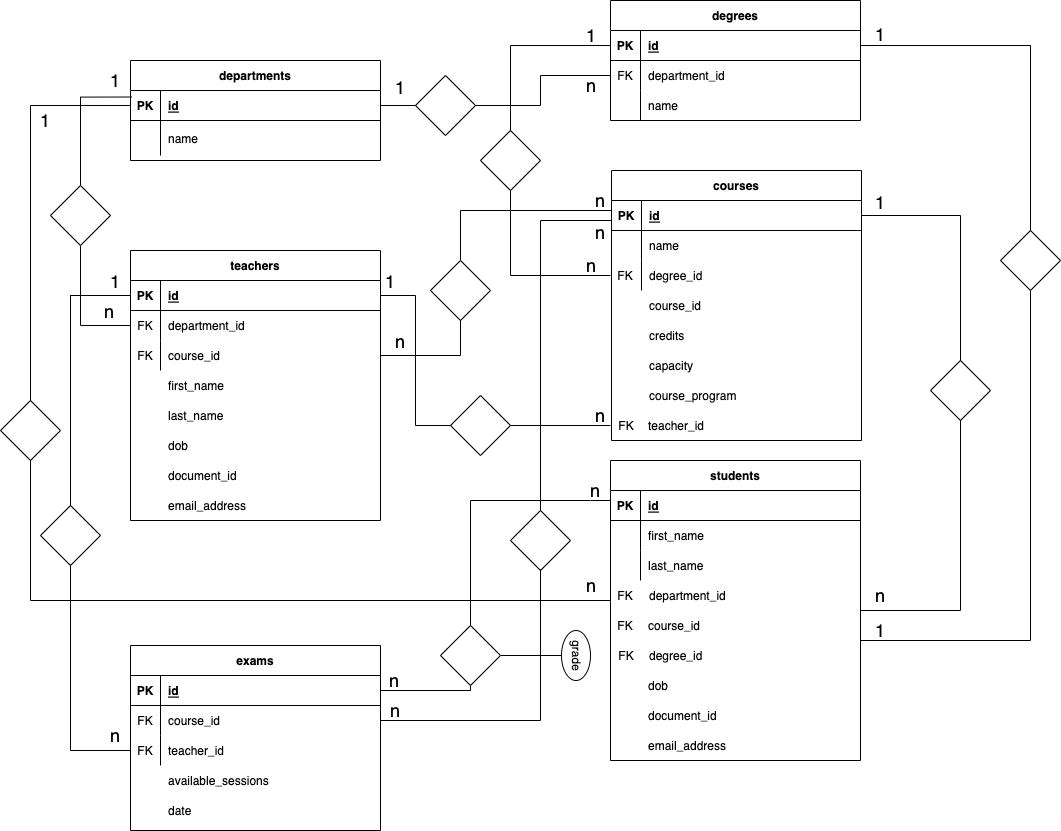 degrees
PK id
FK department_id
name
departments
PK id
name
courses
PK id
name
FK degree_id
course_id
credits
capacity
course_program
FK teacher_id
teachers
PK id
FK department_id
FK course_id
first_name
last_name
dob
document_id
email_address
students
PK id
first_name
last_name
FK department_id
FK course_id
FK degree_id
dob
document_id
email_address
exams
PK id
FK course_id
FK teacher_id
available_sessions
date
grade
1
1
1
1
1
n
n
n
1
n
1
1
n
n
n
n
n
n
n
1
n
n
n
1